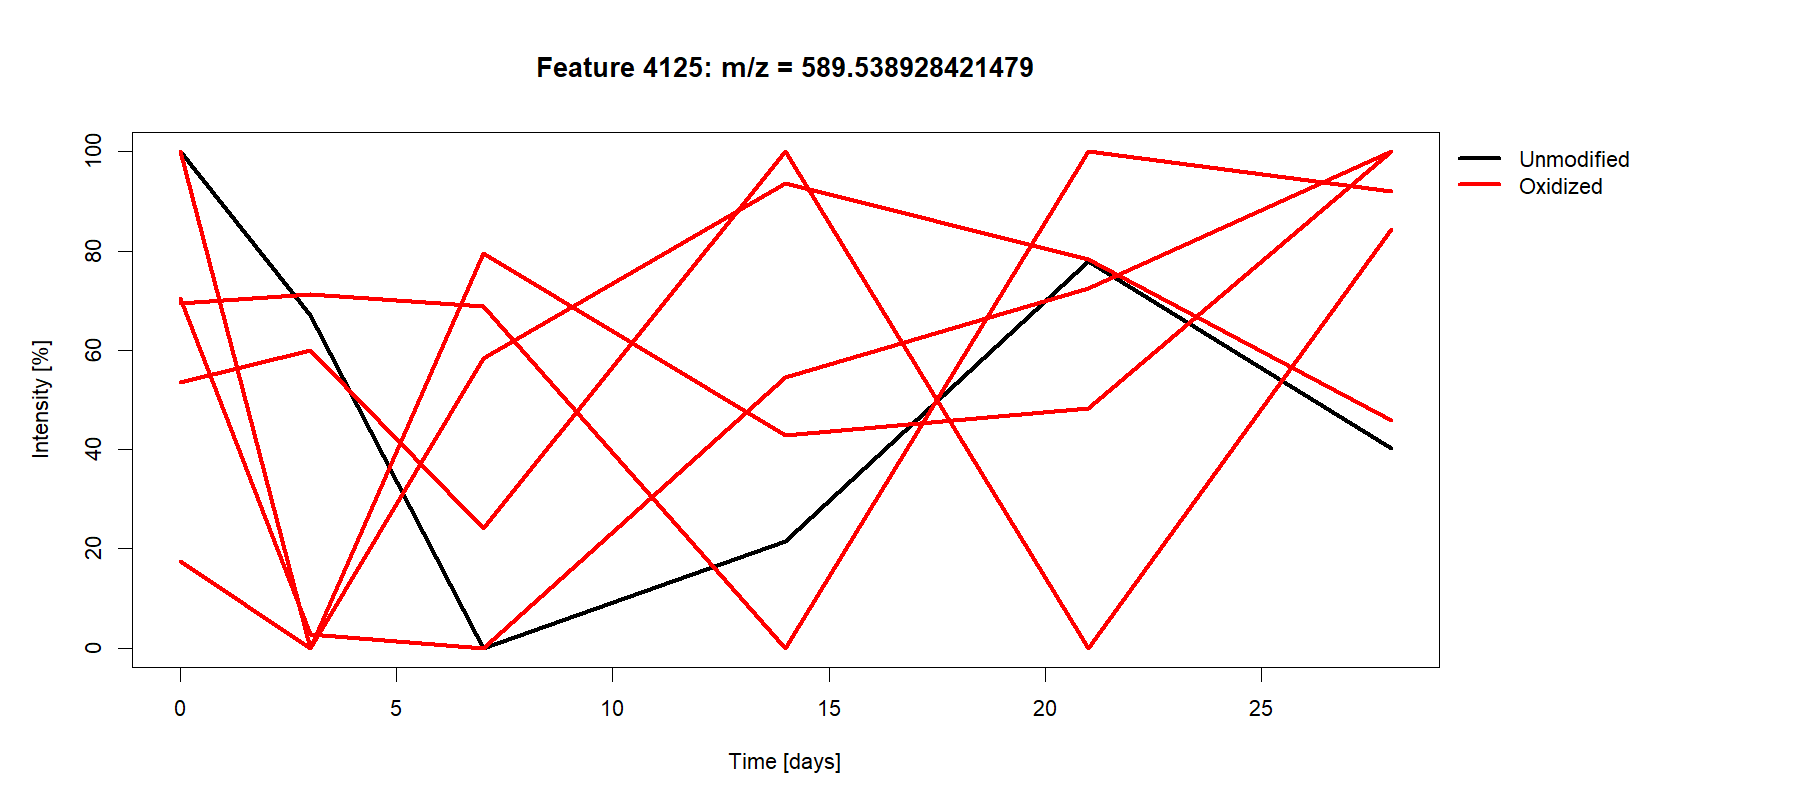 Feature 4125: m/z = 589.538928421479
Unmodified
Oxidized
Intensity [%]
100
80
60
40
20
0
0 5 10 15 20 25
Time [days]